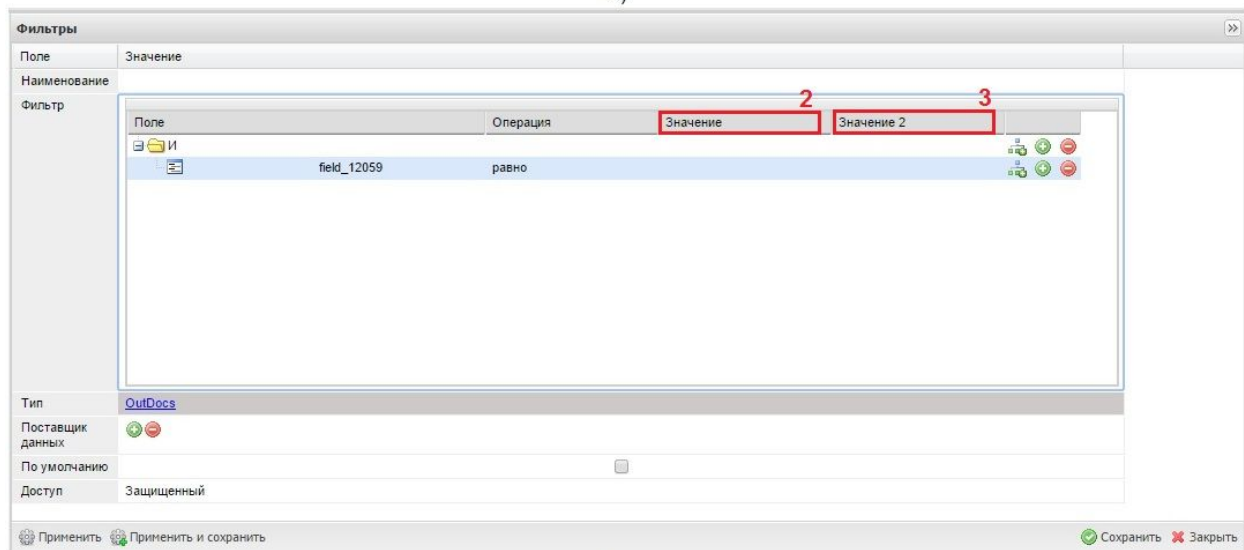 Фильтры
Поле Значение
Наименование
Фильтр
2 3
Поле Операция Значение Значение 2
И
field_12059 равно
Тип OutDocs
Поставщик
данных
По умолчанию
Доступ Защищенный
Применить Применить и сохранить Сохранить Закрыть